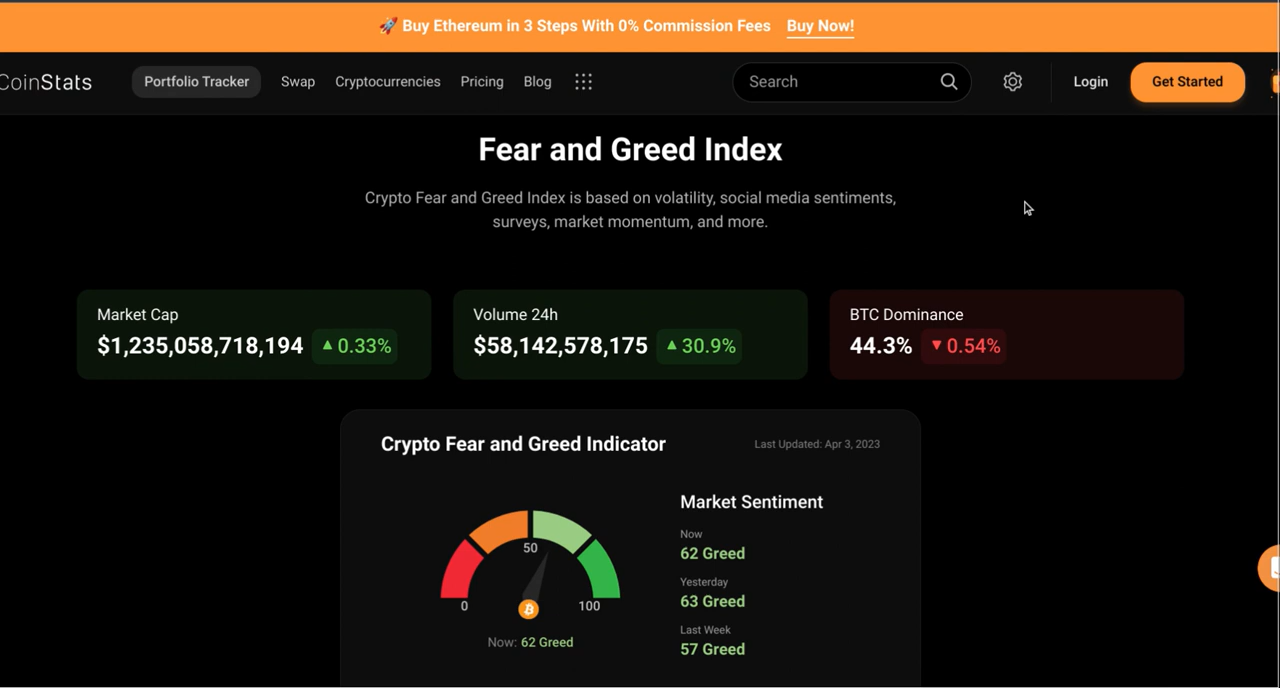 🚀 Buy Ethereum in 3 Steps With 0% Commission Fees Buy Now!
CoinStats Portfolio Tracker Swap Cryptocurrencies Pricing Blog Search Login Get Started
Fear and Greed Index
Crypto Fear and Greed Index is based on volatility, social media sentiments,
surveys, market momentum, and more.
Market Cap
$1,235,058,718,194 ▲ 0.33%
Volume 24h
$58,142,578,175 ▲ 30.9%
BTC Dominance
44.3% ▼ 0.54%
Crypto Fear and Greed Indicator
Last Updated: Apr 3, 2023
50
0
100
Now: 62 Greed
Market Sentiment
Now
62 Greed
Yesterday
63 Greed
Last Week
57 Greed